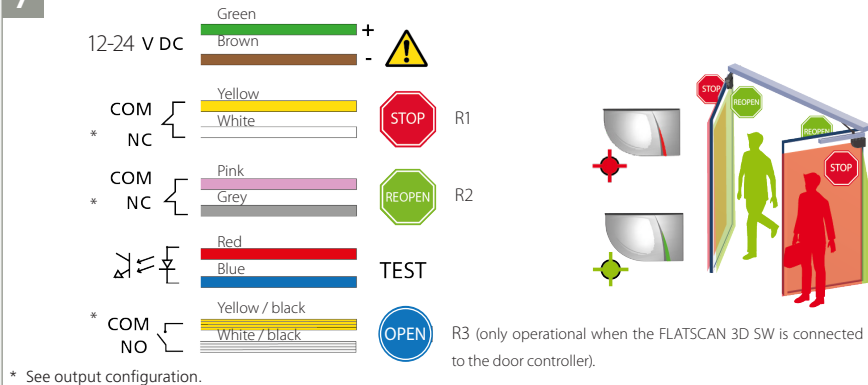 7
Green
12-24 V DC
+
Brown
-
Yellow
COM
White
* NC
STOP
R1
Pink
COM
Grey
* NC
REOPEN
R2
Red
Blue
TEST
Yellow / black
* COM
White / black
NO
OPEN
R3 (only operational when the FLATSCAN 3D SW is connected
to the door controller).
* See output configuration.
STOP
REOPEN
REOPEN
STOP